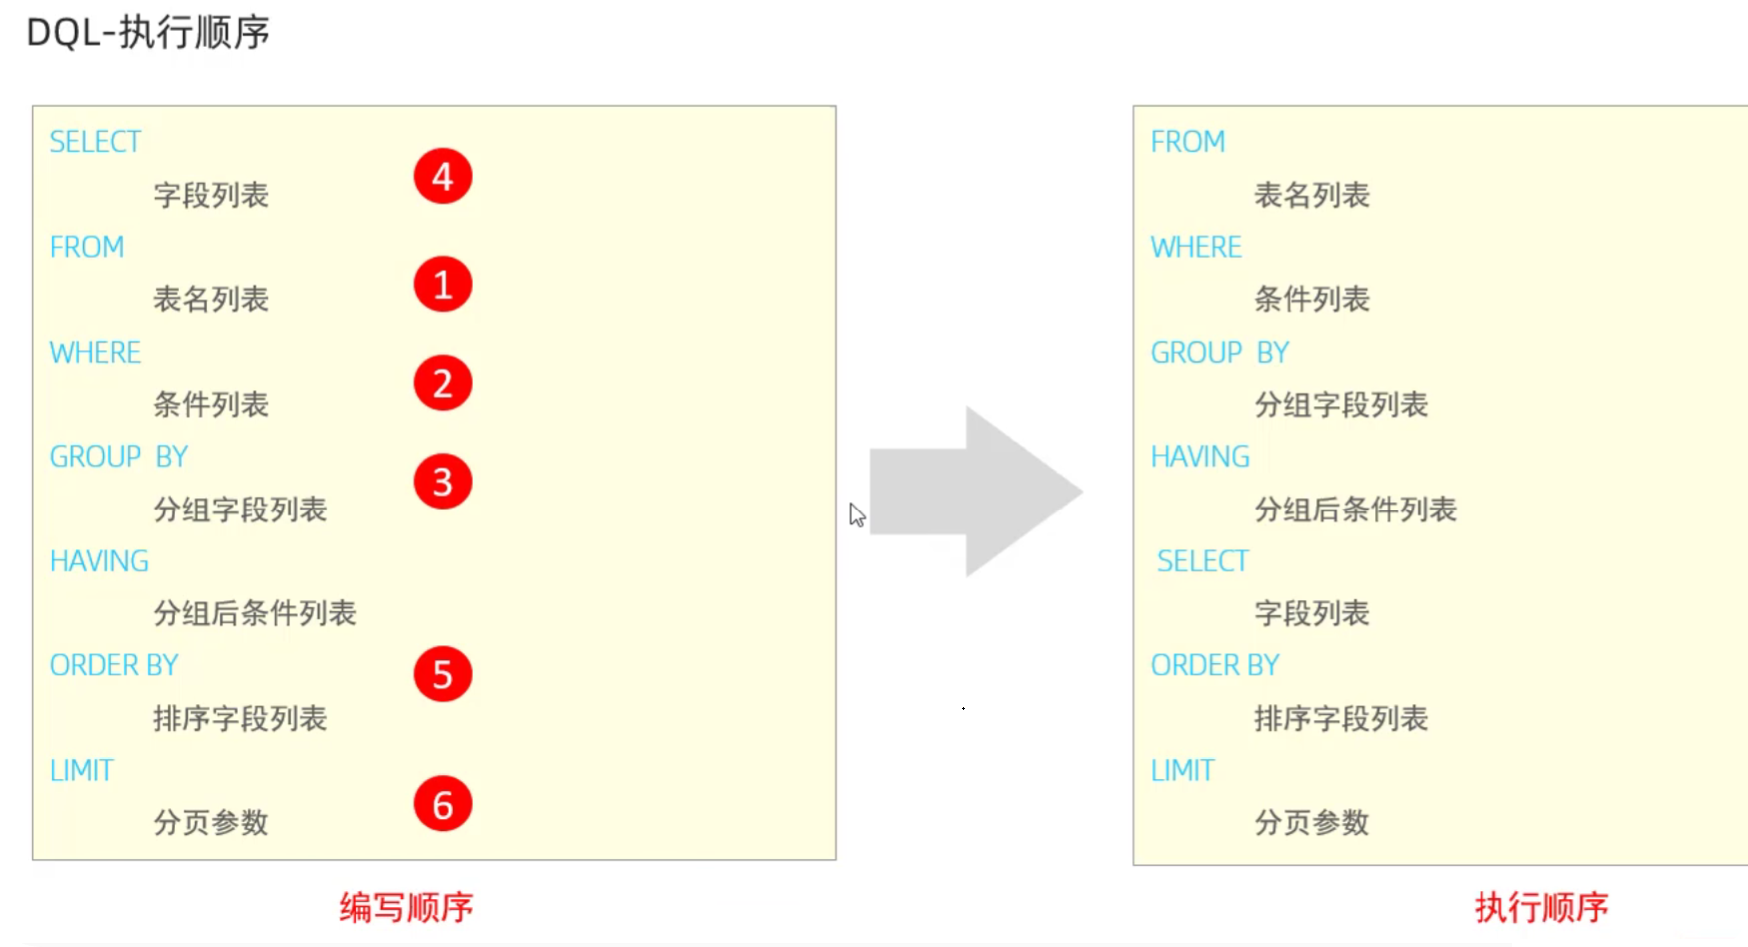 DQL-执行顺序
SELECT
4
字段列表
FROM
1
表名列表
WHERE
2
条件列表
GROUP BY
3
分组字段列表
HAVING
分组后条件列表
ORDER BY
5
排序字段列表
LIMIT
6
分页参数
编写顺序
FROM
表名列表
WHERE
条件列表
GROUP BY
分组字段列表
HAVING
分组后条件列表
SELECT
字段列表
ORDER BY
排序字段列表
LIMIT
分页参数
执行顺序